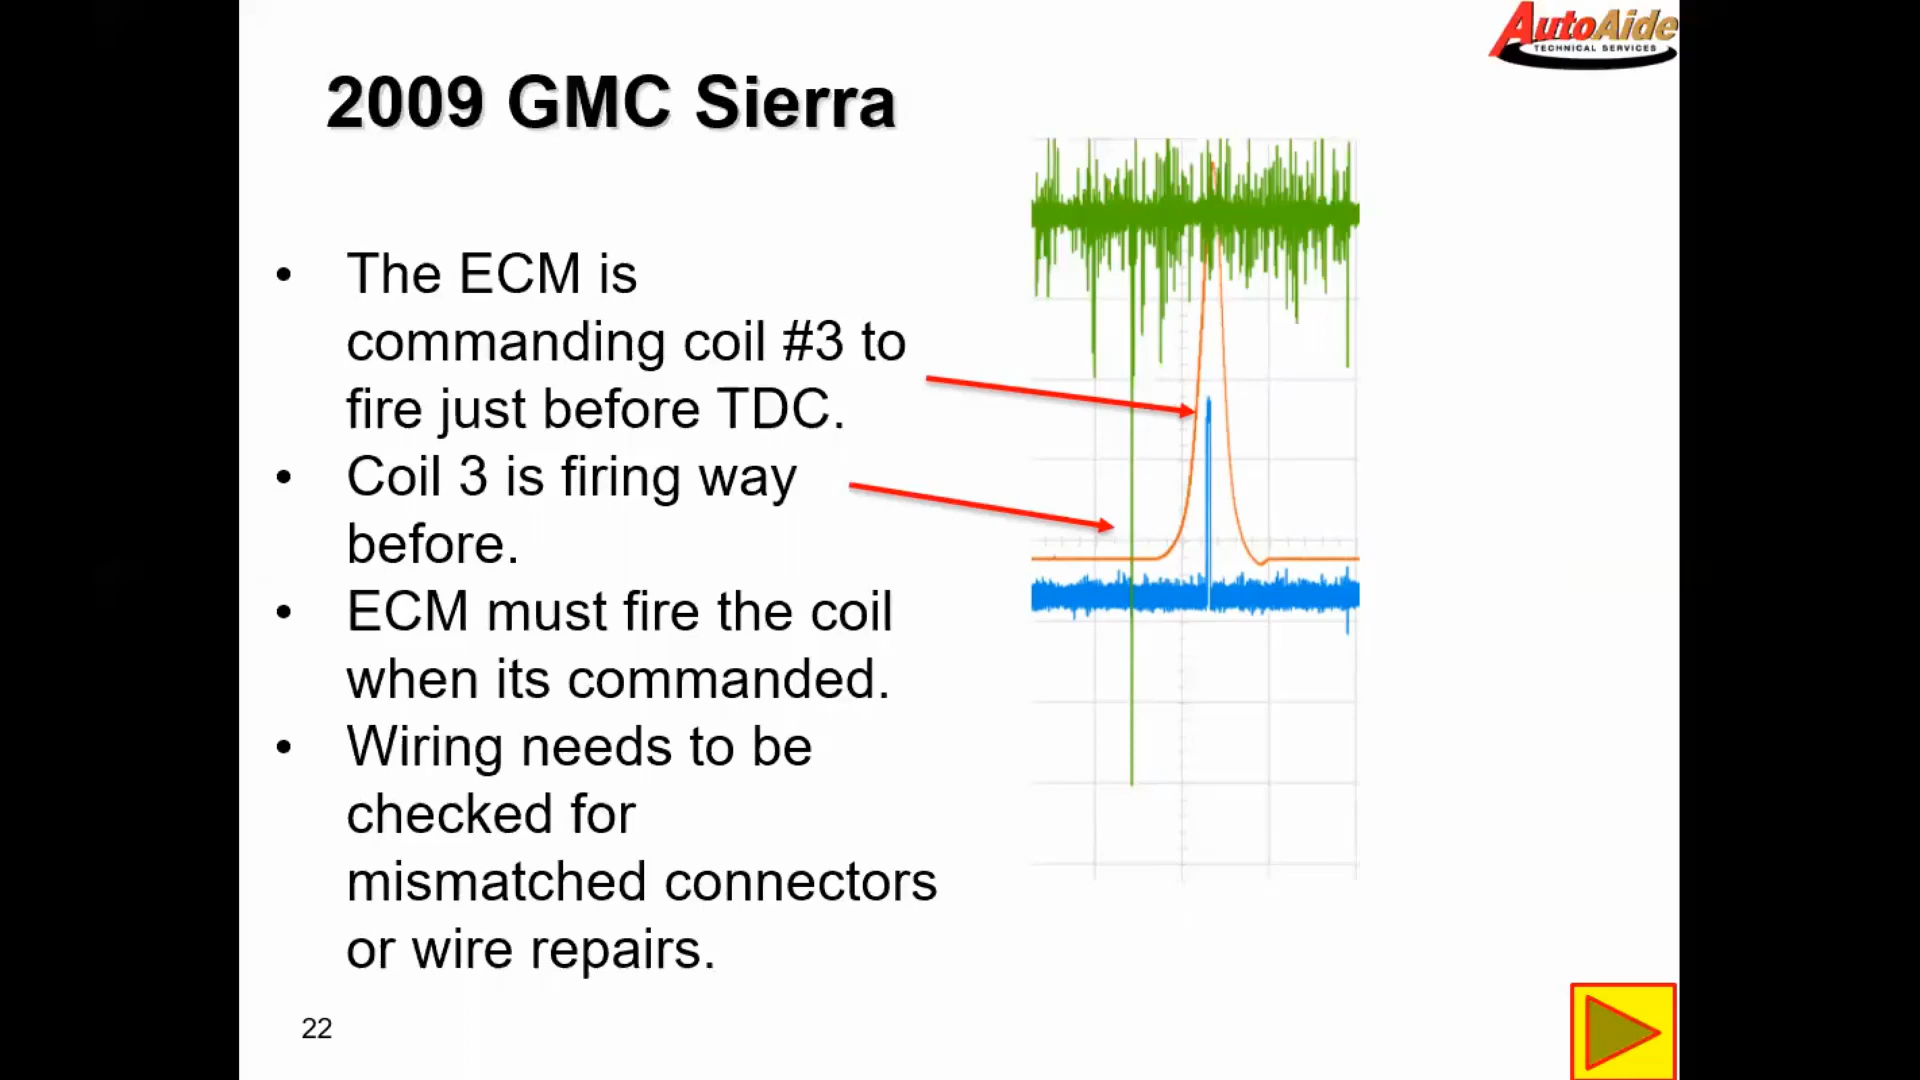 AutoAide
TECHNICAL SERVICES
2009 GMC Sierra
• The ECM is
commanding coil #3 to
fire just before TDC.
• Coil 3 is firing way
before.
• ECM must fire the coil
when its commanded.
• Wiring needs to be
checked for
mismatched connectors
or wire repairs.
22